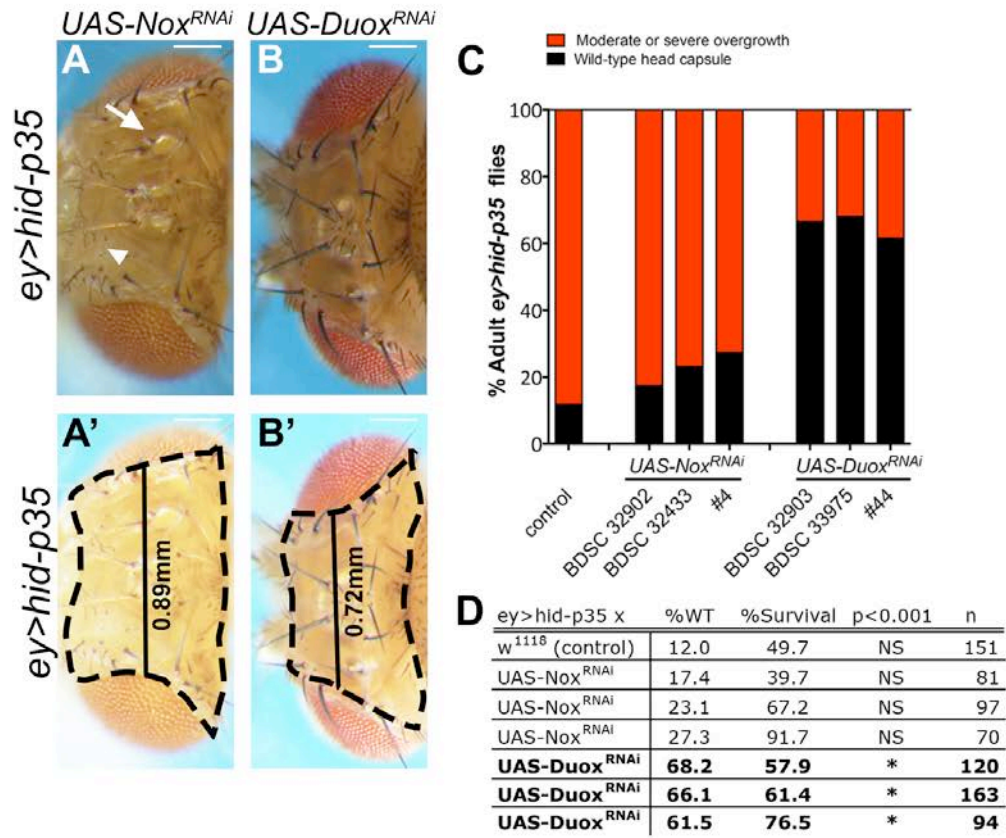 UAS-Nox^RNAi UAS-Duox^RNAi
A
B
ey>hid-p35
A'
B'
ey>hid-p35
0.89mm
0.72mm
C
Moderate or severe overgrowth
Wild-type head capsule
% Adult ey>hid-p35 flies
100
80
60
40
20
0
control
UAS-Nox^RNAi
BDSC 32902
BDSC 32433
#4
UAS-Duox^RNAi
BDSC 32903
BDSC 33975
#44
D
ey>hid-p35 x %WT %Survival p<0.001 n
w^1118 (control) 12.0 49.7 NS 151
UAS-Nox^RNAi 17.4 39.7 NS 81
UAS-Nox^RNAi 23.1 67.2 NS 97
UAS-Nox^RNAi 27.3 91.7 NS 70
UAS-Duox^RNAi 68.2 57.9 * 120
UAS-Duox^RNAi 66.1 61.4 * 163
UAS-Duox^RNAi 61.5 76.5 * 94